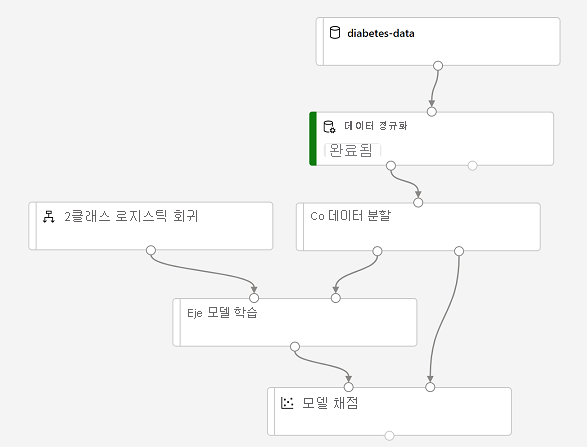 diabetes-data
데이터 정규화
완료됨
2클래스 로지스틱 회귀
Co 데이터 분할
Eje 모델 학습
모델 채점